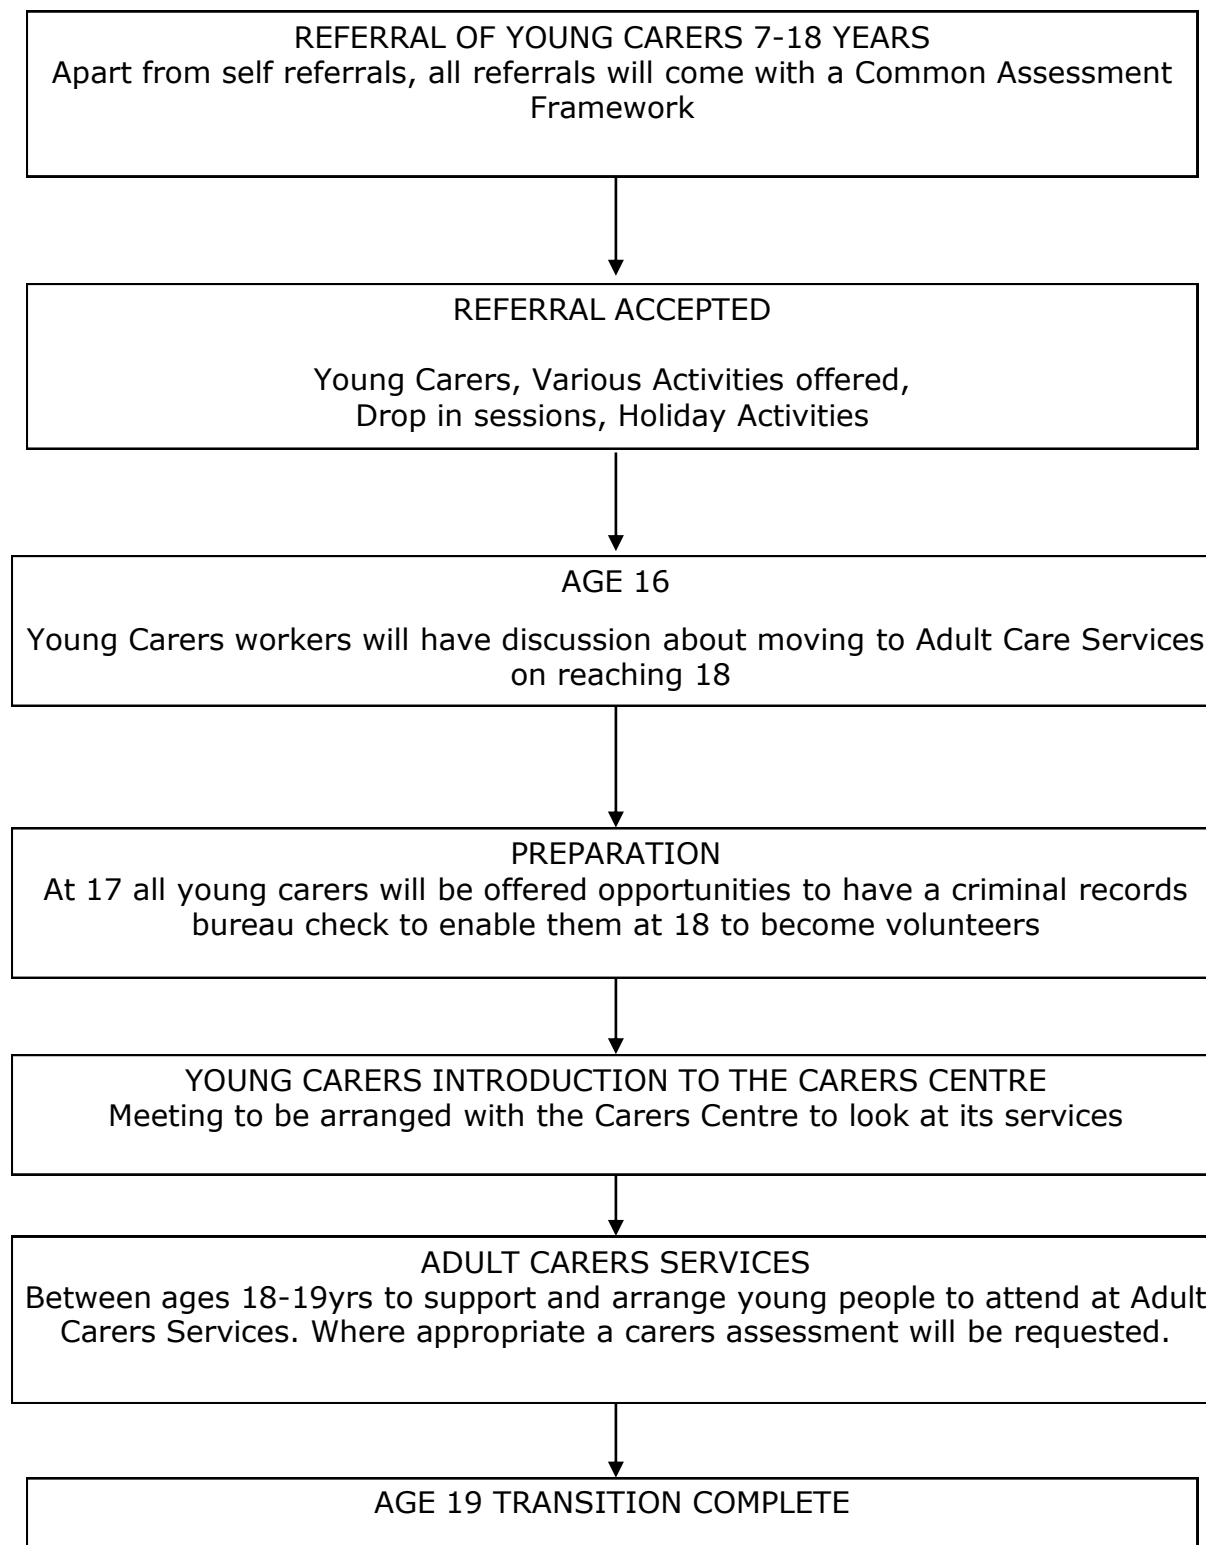 REFERRAL OF YOUNG CARERS 7-18 YEARS
Apart from self referrals, all referrals will come with a Common Assessment
Framework
REFERRAL ACCEPTED
Young Carers, Various Activities offered,
Drop in sessions, Holiday Activities
AGE 16
Young Carers workers will have discussion about moving to Adult Care Services
on reaching 18
PREPARATION
At 17 all young carers will be offered opportunities to have a criminal records
bureau check to enable them at 18 to become volunteers
YOUNG CARERS INTRODUCTION TO THE CARERS CENTRE
Meeting to be arranged with the Carers Centre to look at its services
ADULT CARERS SERVICES
Between ages 18-19yrs to support and arrange young people to attend at Adult
Carers Services. Where appropriate a carers assessment will be requested.
AGE 19 TRANSITION COMPLETE